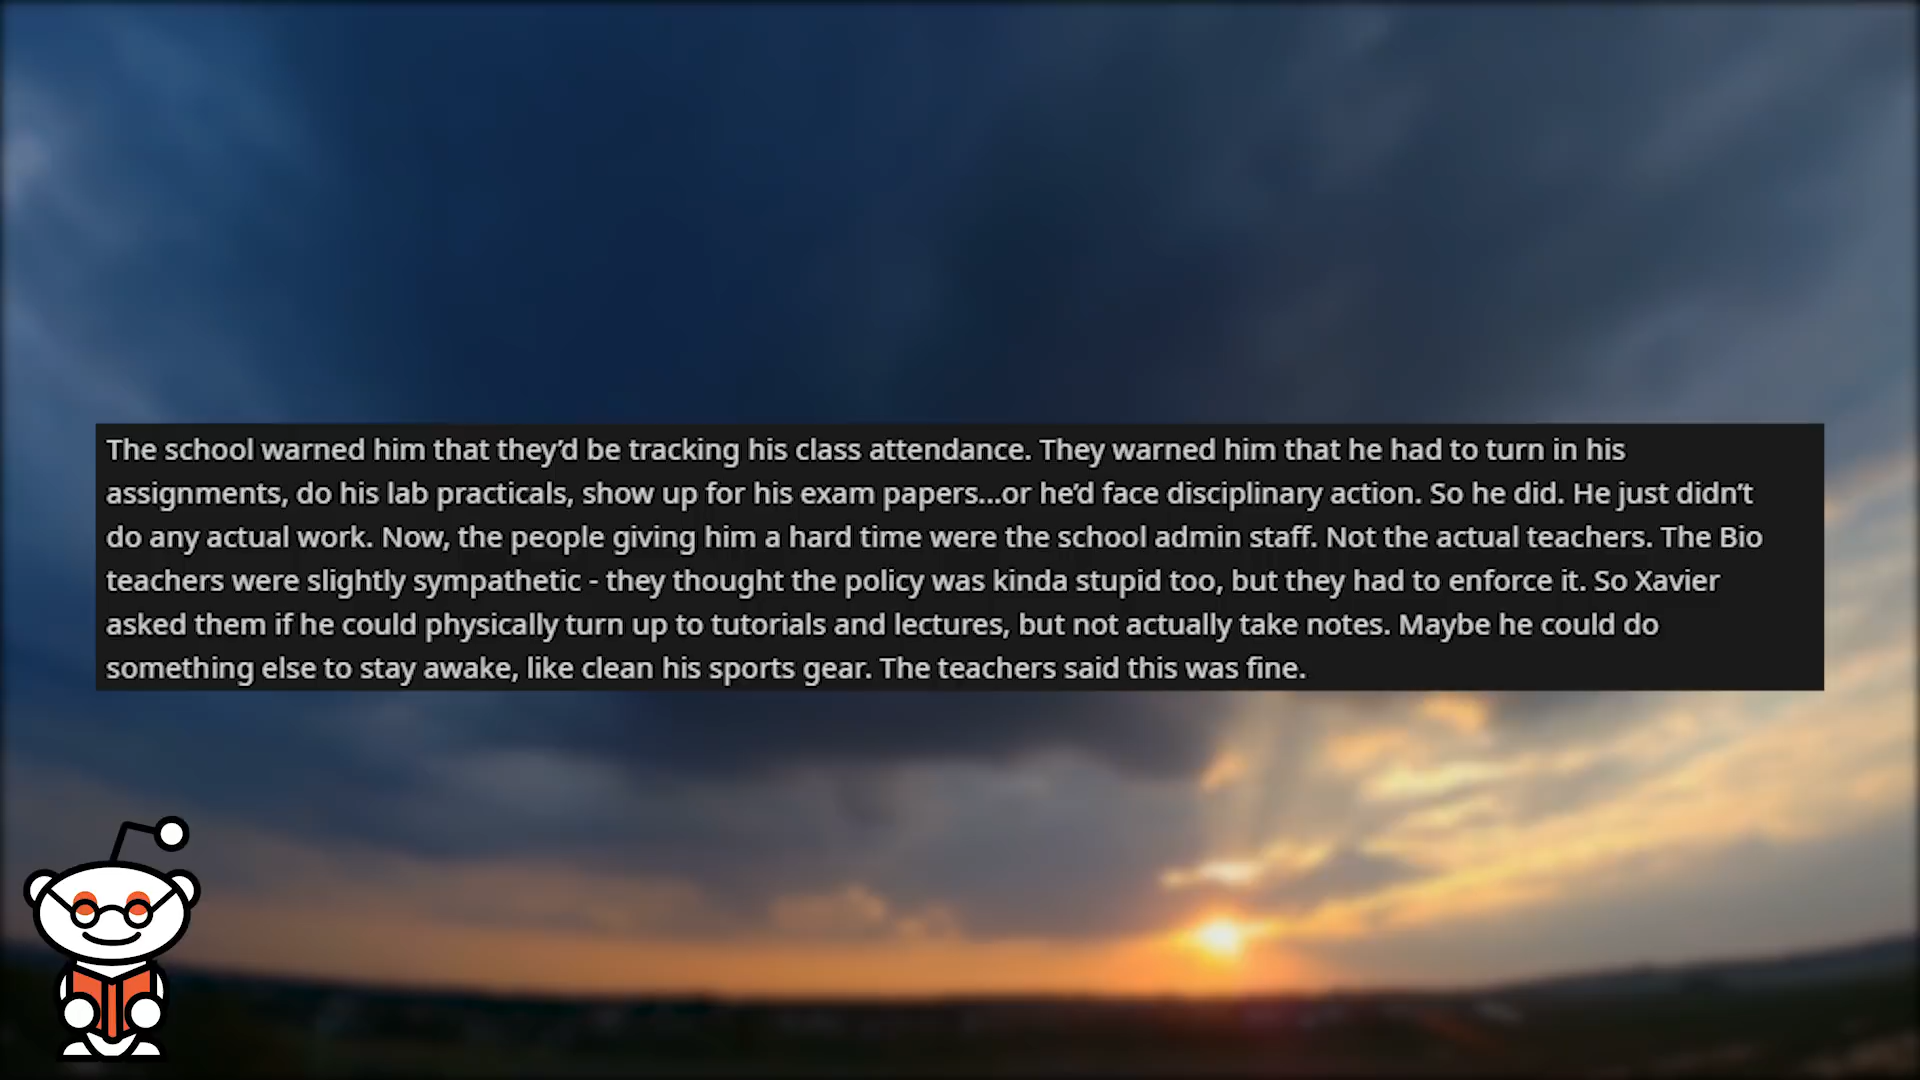 The school warned him that they’d be tracking his class attendance. They warned him that he had to turn in his
assignments, do his lab practicals, show up for his exam papers...or he’d face disciplinary action. So he did. He just didn’t
do any actual work. Now, the people giving him a hard time were the school admin staff. Not the actual teachers. The Bio
teachers were slightly sympathetic - they thought the policy was kinda stupid too, but they had to enforce it. So Xavier
asked them if he could physically turn up to tutorials and lectures, but not actually take notes. Maybe he could do
something else to stay awake, like clean his sports gear. The teachers said this was fine.